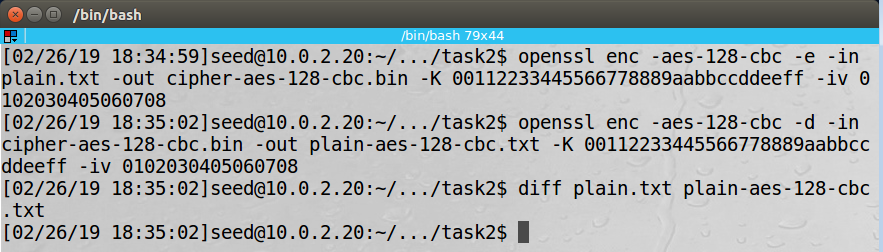 /bin/bash
/bin/bash 79x44
[02/26/19 18:34:59]seed@10.0.2.20:~/.../task2$ openssl enc -aes-128-cbc -e -in
plain.txt -out cipher-aes-128-cbc.bin -K 00112233445566778889aabbccddeeff -iv 0
102030405060708
[02/26/19 18:35:02]seed@10.0.2.20:~/.../task2$ openssl enc -aes-128-cbc -d -in
cipher-aes-128-cbc.bin -out plain-aes-128-cbc.txt -K 00112233445566778889aabbcc
ddeeff -iv 0102030405060708
[02/26/19 18:35:02]seed@10.0.2.20:~/.../task2$ diff plain.txt plain-aes-128-cbc
.txt
[02/26/19 18:35:02]seed@10.0.2.20:~/.../task2$